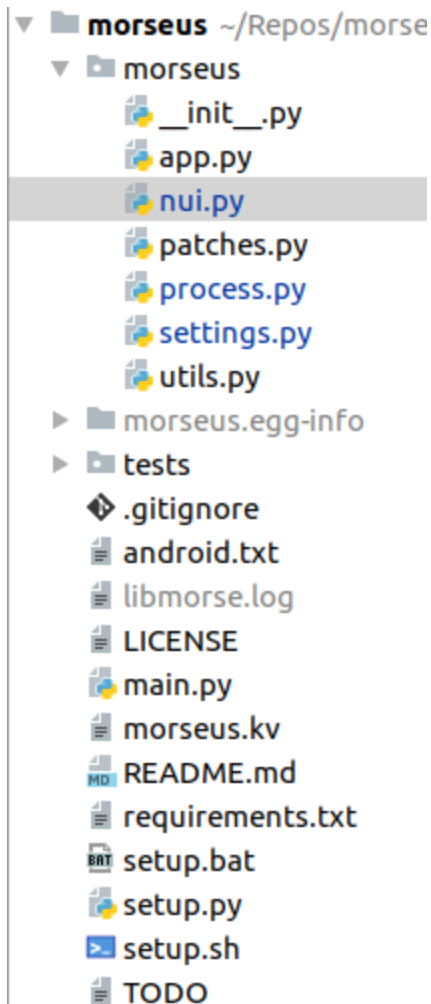 morseus ~/Repos/morse
morseus
__init__.py
app.py
nui.py
patches.py
process.py
settings.py
utils.py
morseus.egg-info
tests
.gitignore
android.txt
libmorse.log
LICENSE
main.py
morseus.kv
MD README.md
requirements.txt
BAT setup.bat
setup.py
setup.sh
TODO